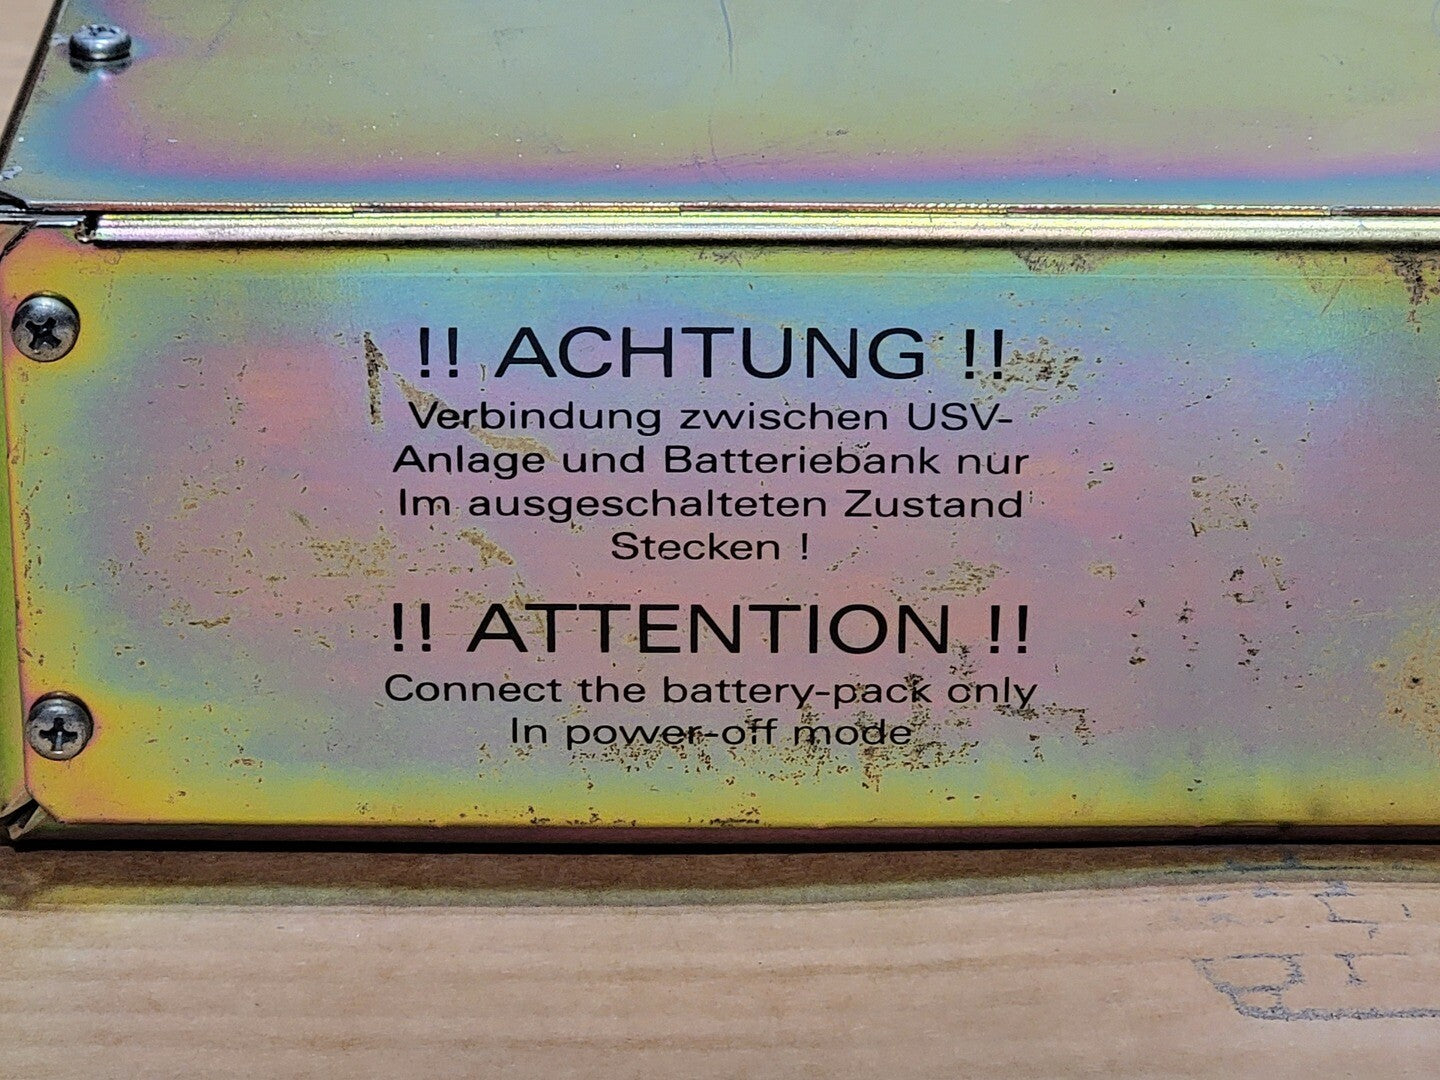 !! ACHTUNG !!
Verbindung zwischen USV-
Anlage und Batteriebank nur
Im ausgeschalteten Zustand
Stecken !
!! ATTENTION !!
Connect the battery-pack only
In power-off mode